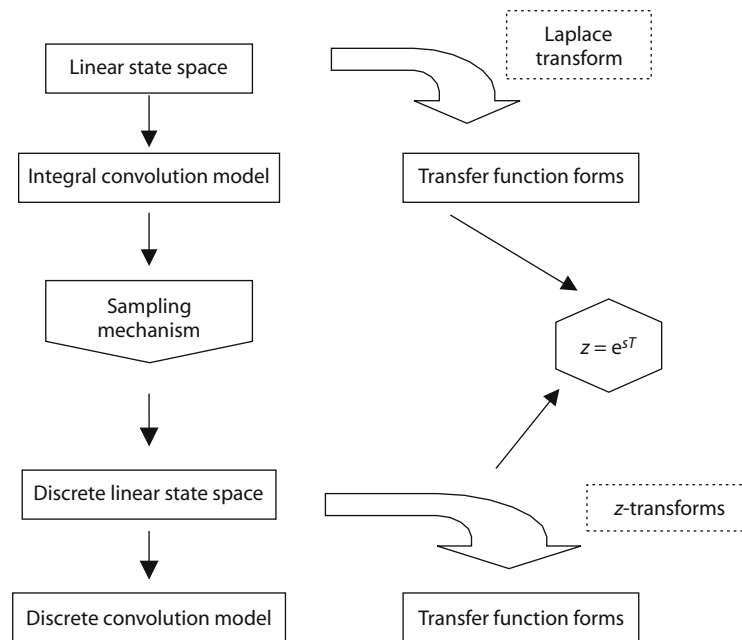 Linear state space
Laplace
transform
Integral convolution model
Transfer function forms
Sampling
mechanism
z = e^{sT}
Discrete linear state space
z-transforms
Discrete convolution model
Transfer function forms